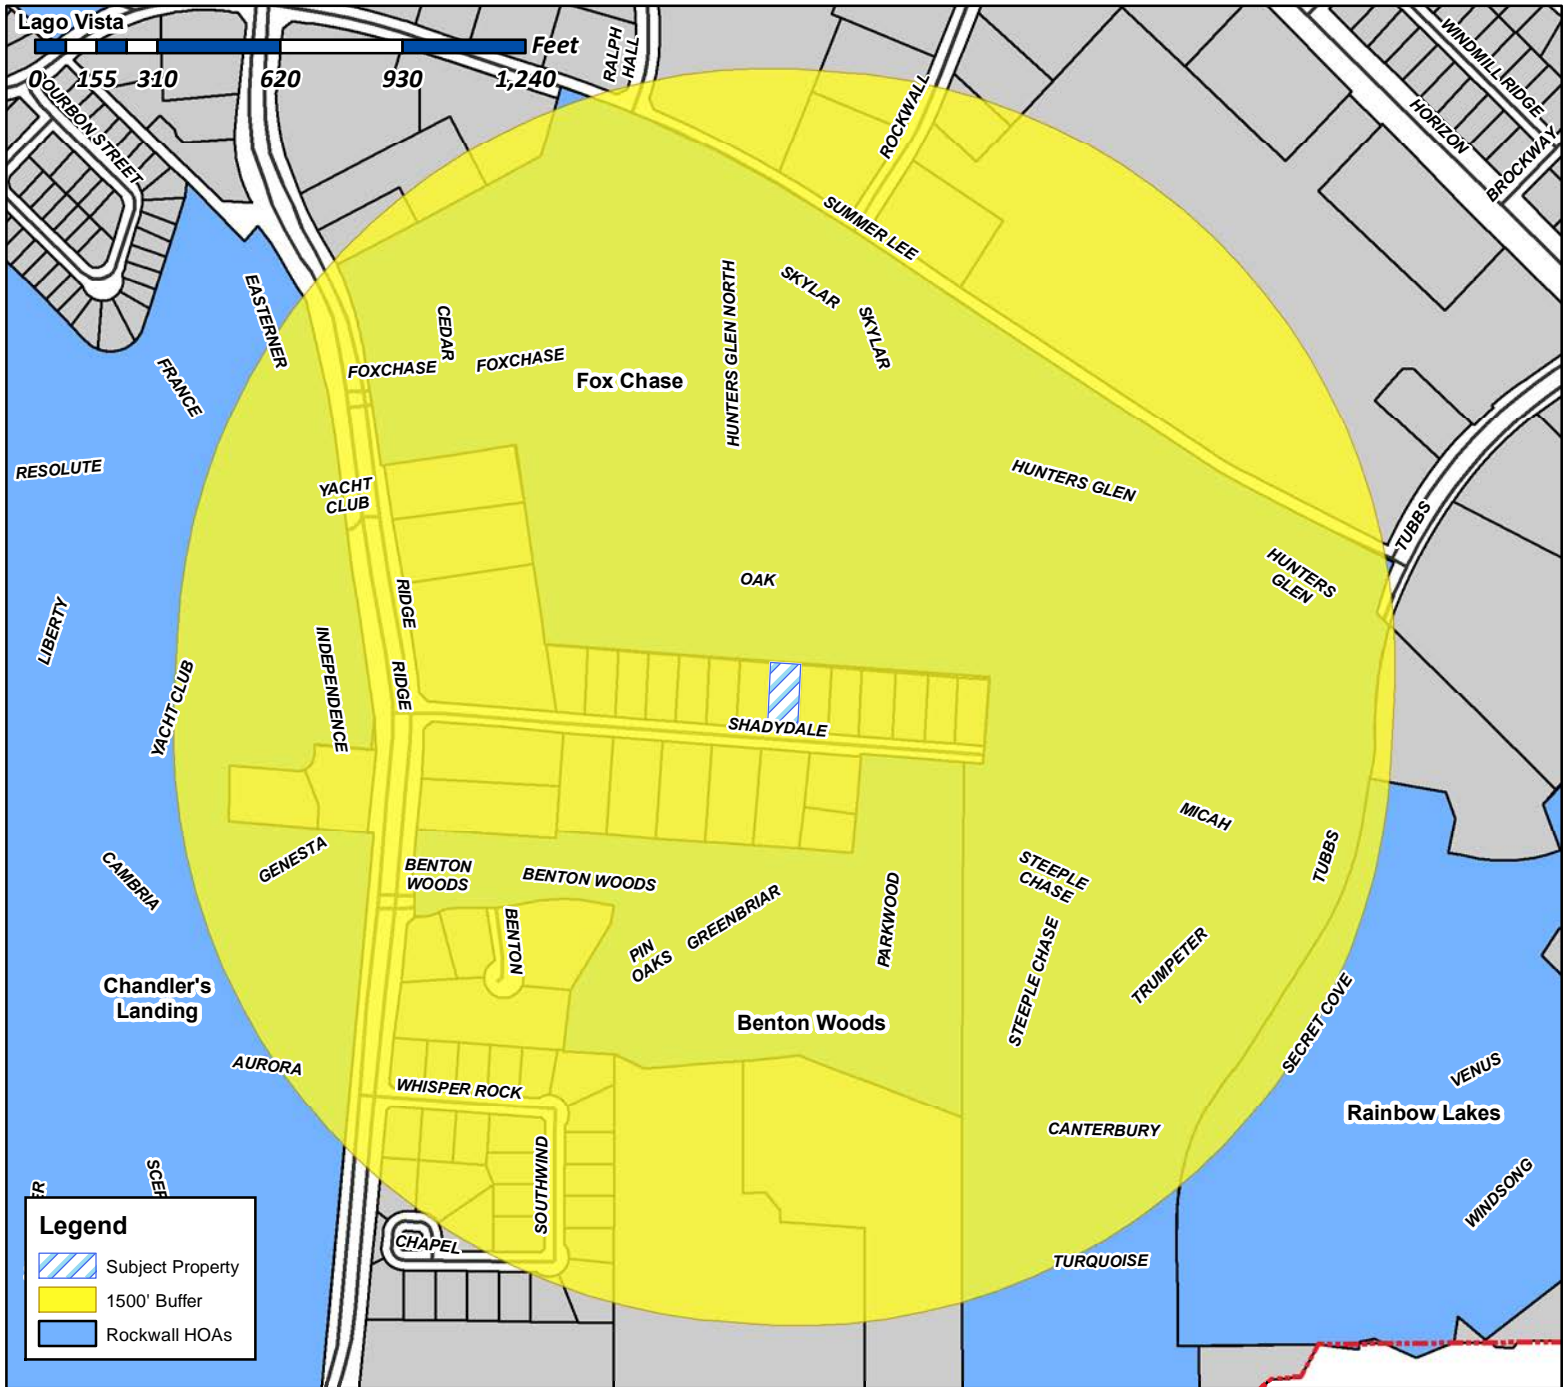 Lago Vista
Feet
0 155 310 620 930 1,240
RALPH
HALL
WINDMILL RIDGE
HORIZON
BROCKWAY
ROCKWALL
OURBON STREET
SUMMER LEE
EASTERNER
CEDAR
HUNTERS GLEN NORTH
SKYLAR
SKYLAR
FOXCHASE
FOXCHASE
Fox Chase
FRANCE
RESOLUTE
YACHT
CLUB
HUNTERS GLEN
TUBBS
OAK
HUNTERS
GLEN
RIDGE
LIBERTY
INDEPENDENCE
RIDGE
YACHT CLUB
SHADYDALE
MICAH
TUBBS
GENESTA
CAMBRIA
BENTON
WOODS
BENTON WOODS
STEEPLE
CHASE
GREENBRIAR
PARKWOOD
BENTON
PIN
OAKS
STEEPLE CHASE
TRUMPETER
Chandler's
Landing
Benton Woods
SECRET COVE
AURORA
VENUS
WHISPER ROCK
Rainbow Lakes
CANTERBURY
SOUTHWIND
SCEP
ER
WINDSONG
CHAPEL
TURQUOISE
Legend
Subject Property
1500' Buffer
Rockwall HOAs